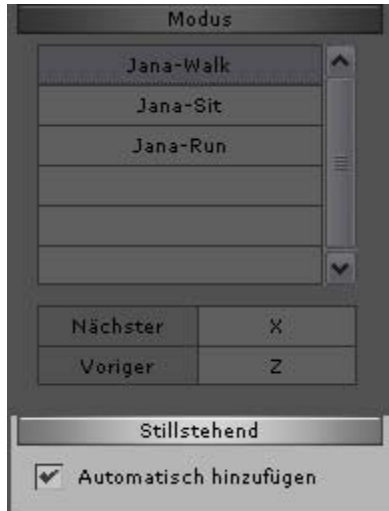 Modus
Jana-Walk
Jana-Sit
Jana-Run
Nächster X
Voriger Z
Stillstehend
Automatisch hinzufügen